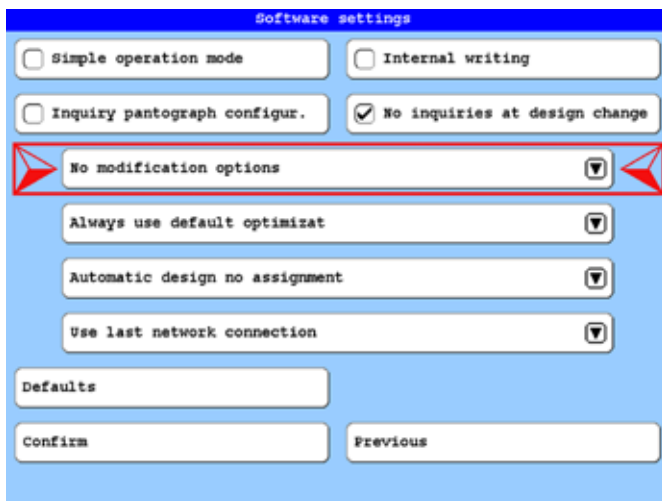 Software settings
Simple operation mode
Internal writing
Inquiry pantograph configur.
No inquiries at design change
No modification options
Always use default optimizat
Automatic design no assignment
Use last network connection
Defaults
Confirm
Previous